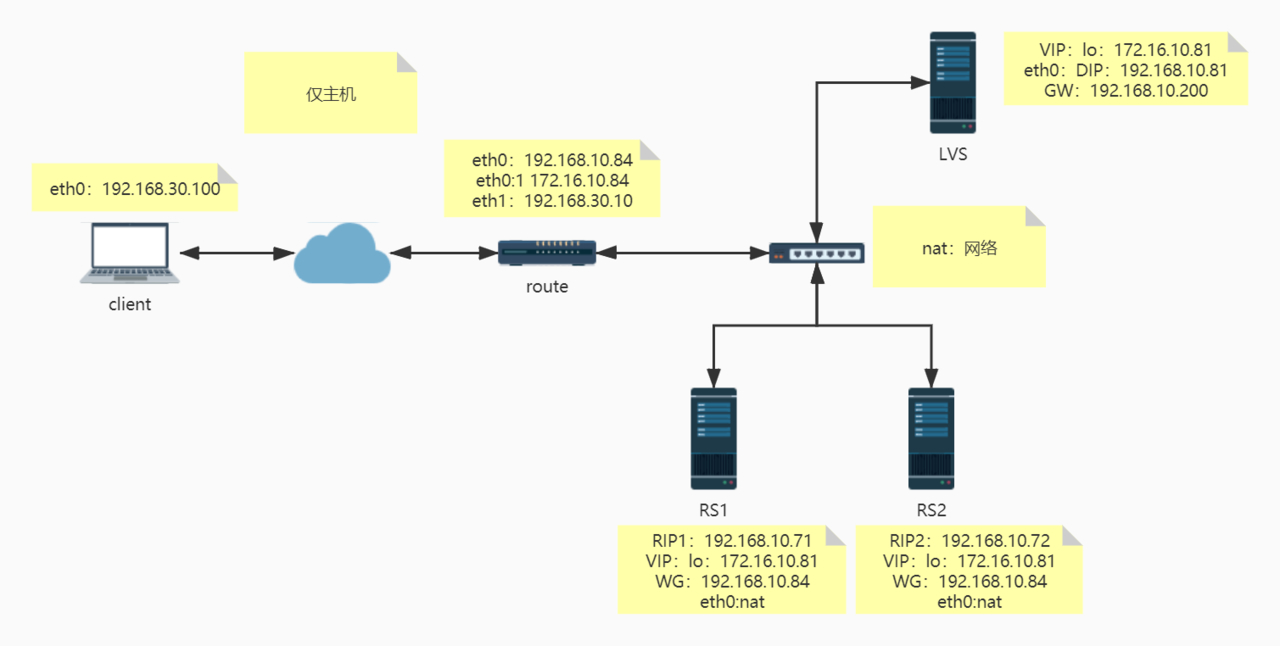 仅主机
eth0：192.168.30.100
client
eth0：192.168.10.84
eth0:1 172.16.10.84
eth1：192.168.30.10
route
VIP：lo：172.16.10.81
eth0：DIP：192.168.10.81
GW：192.168.10.200
LVS
nat：网络
RS1
RIP1：192.168.10.71
VIP：lo：172.16.10.81
WG：192.168.10.84
eth0:nat
RS2
RIP2：192.168.10.72
VIP：lo：172.16.10.81
WG：192.168.10.84
eth0:nat